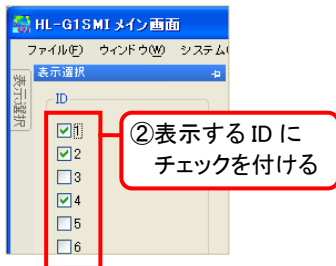 HL-G1SMI メイン画面
ファイル(F) ウィンドウ(W) システム(
表示選択
表示選択
ID
1
2
3
4
5
6
②表示する ID に
チェックを付ける